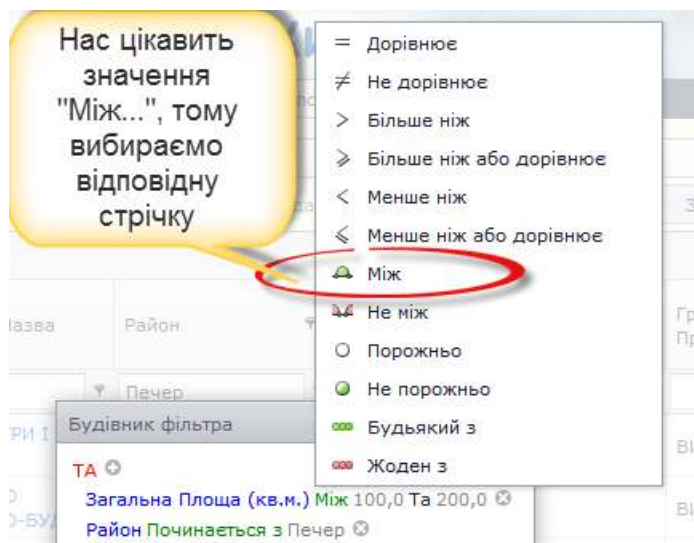 Нас цікавить
значення
"Між...", тому
вибираємо
відповідну
стрічку
= Дорівнює
≠ Не дорівнює
> Більше ніж
⩾ Більше ніж або дорівнює
< Менше ніж
⩽ Менше ніж або дорівнює
Між
Не між
Порожньо
Не порожньо
Будьякий з
Жоден з
Район
Печер
Будівник фільтра
ТА
Загальна Площа (кв.м.) Між 100,0 Та 200,0
Район Починається з Печер